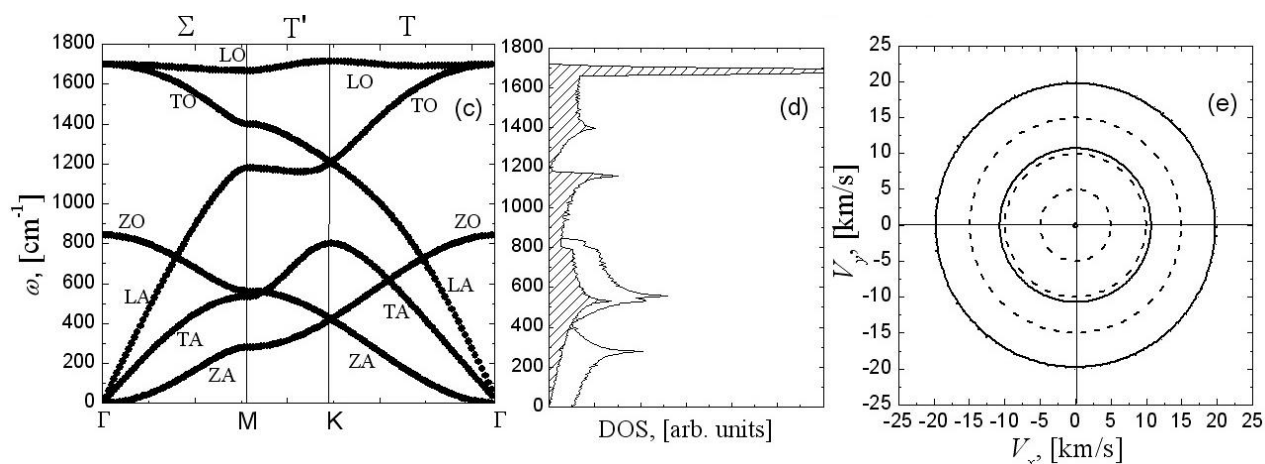 Σ T' T
1800
1600
1400
1200
1000
800
600
400
200
0
ω, [cm-1]
LO
LO
TO
(c)
TO
ZO
ZO
LA
LA
TA
TA
ZA
ZA
Γ M K Γ
1800
1600
1400
1200
1000
800
600
400
200
0
(d)
DOS, [arb. units]
25
20
15
10
5
0
-5
-10
-15
-20
-25
(e)
Vy, [km/s]
-25 -20 -15 -10 -5 0 5 10 15 20 25
Vx, [km/s]